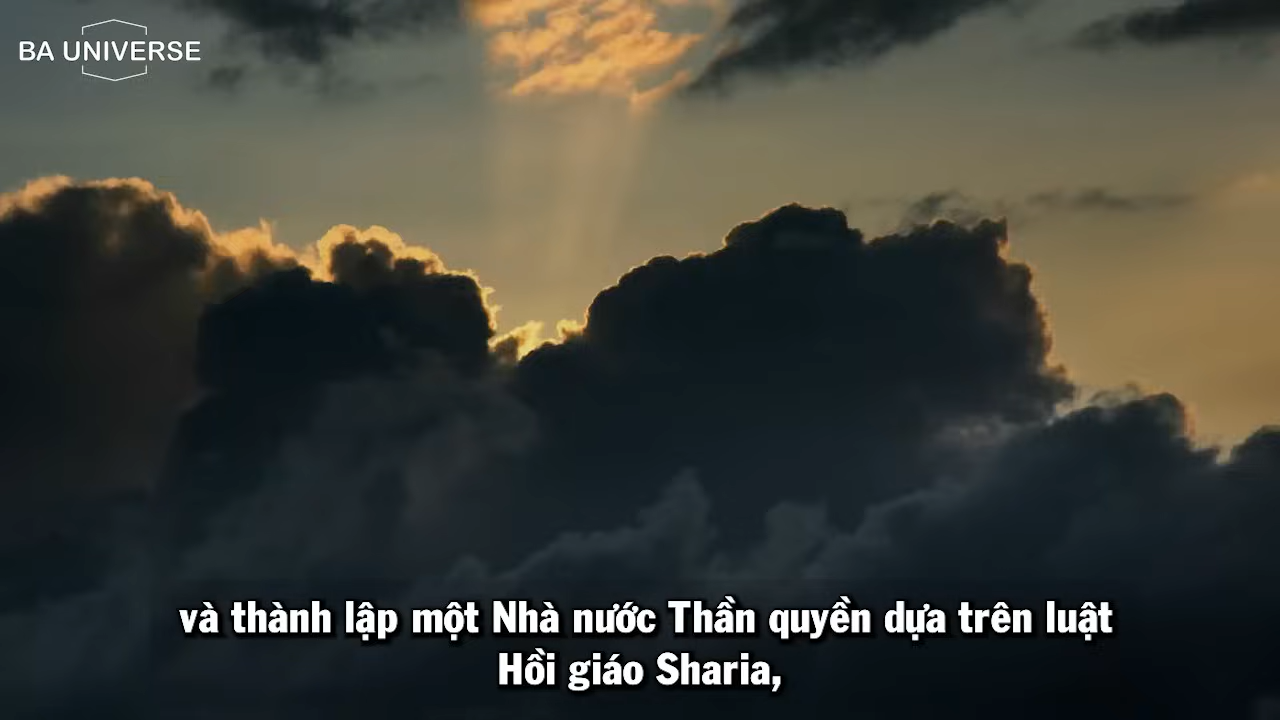 BA UNIVERSE
và thành lập một Nhà nước Thần quyền dựa trên luật
Hồi giáo Sharia,